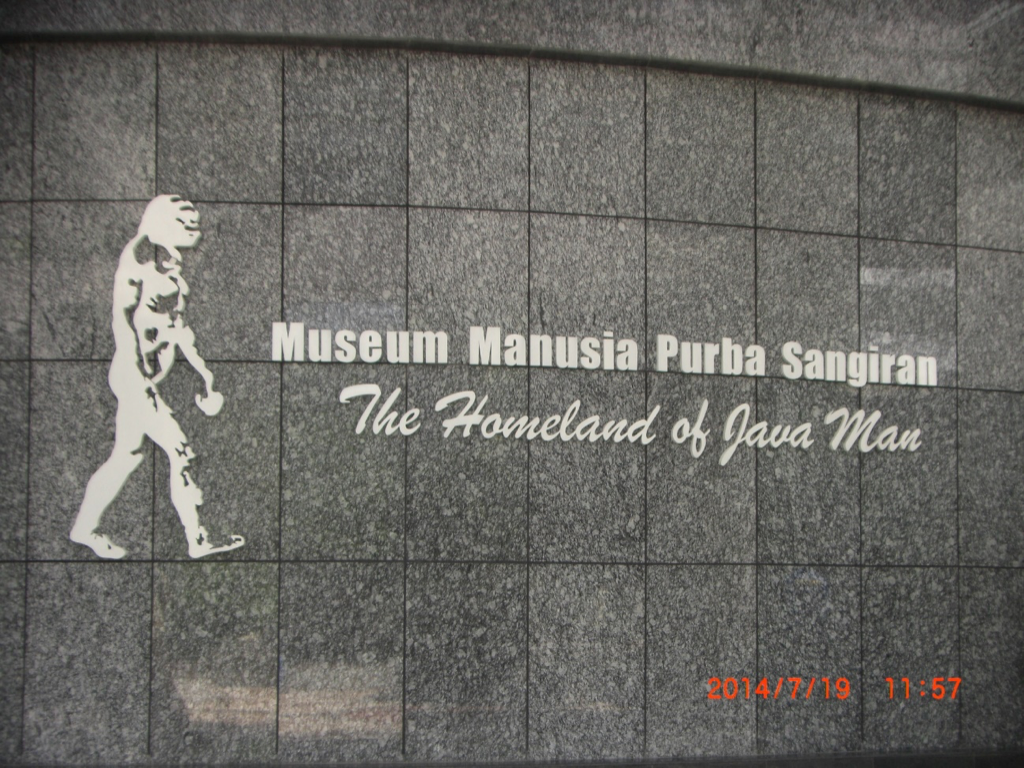 Museum Manusia Purba Sangiran
The Homeland of Java Man
2014/7/19 11:57